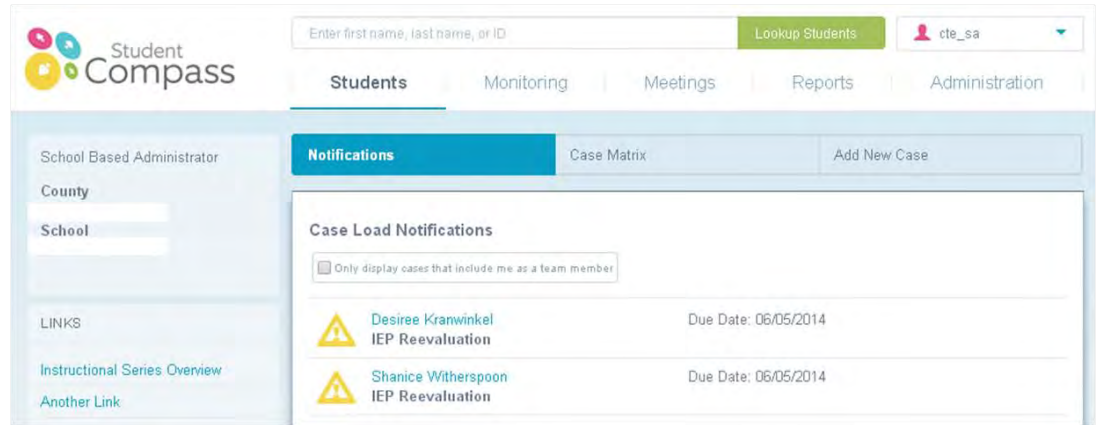 Student
Compass
Enter first name, last name, or ID
Lookup Students
cte_sa
Students
Monitoring
Meetings
Reports
Administration
School Based Administrator
County
School
LINKS
Instructional Series Overview
Another Link
Notifications
Case Matrix
Add New Case
Case Load Notifications
Only display cases that include me as a team member
Desiree Kranwinkel
Due Date: 06/05/2014
IEP Reevaluation
Shanice Witherspoon
Due Date: 06/05/2014
IEP Reevaluation